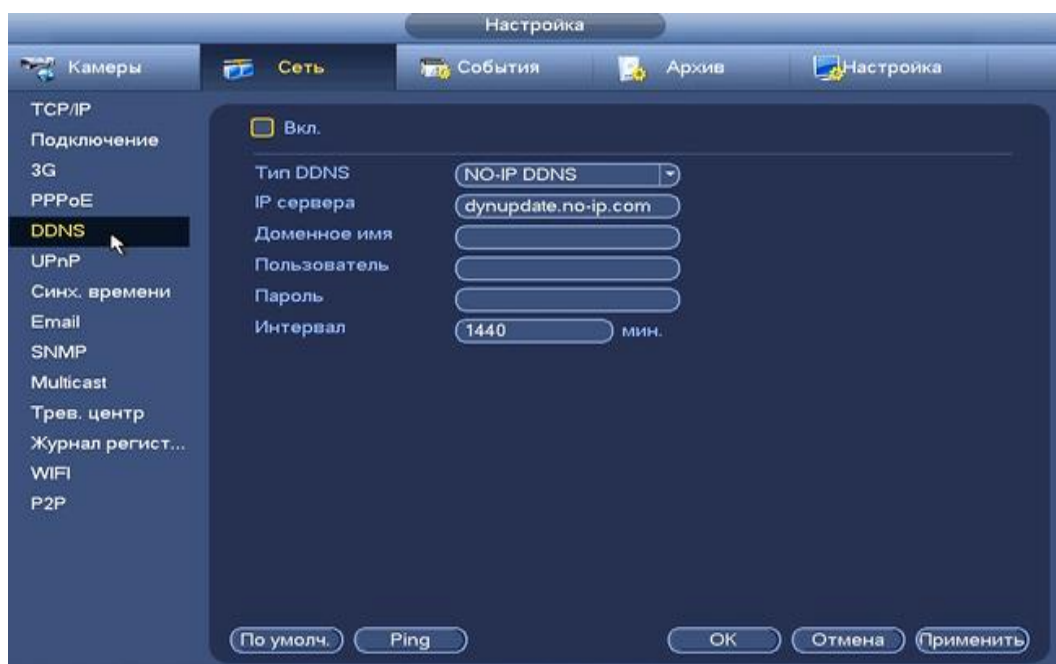 Настройка
Камеры
Сеть
События
Архив
Настройка
TCP/IP
Подключение
3G
PPPoE
DDNS
UPnP
Синх. времени
Email
SNMP
Multicast
Трев. центр
Журнал регист...
WIFI
P2P
Вкл.
Тип DDNS NO-IP DDNS
IP сервера dynupdate.no-ip.com
Доменное имя
Пользователь
Пароль
Интервал 1440 мин.
По умолч. Ping OK Отмена Применить